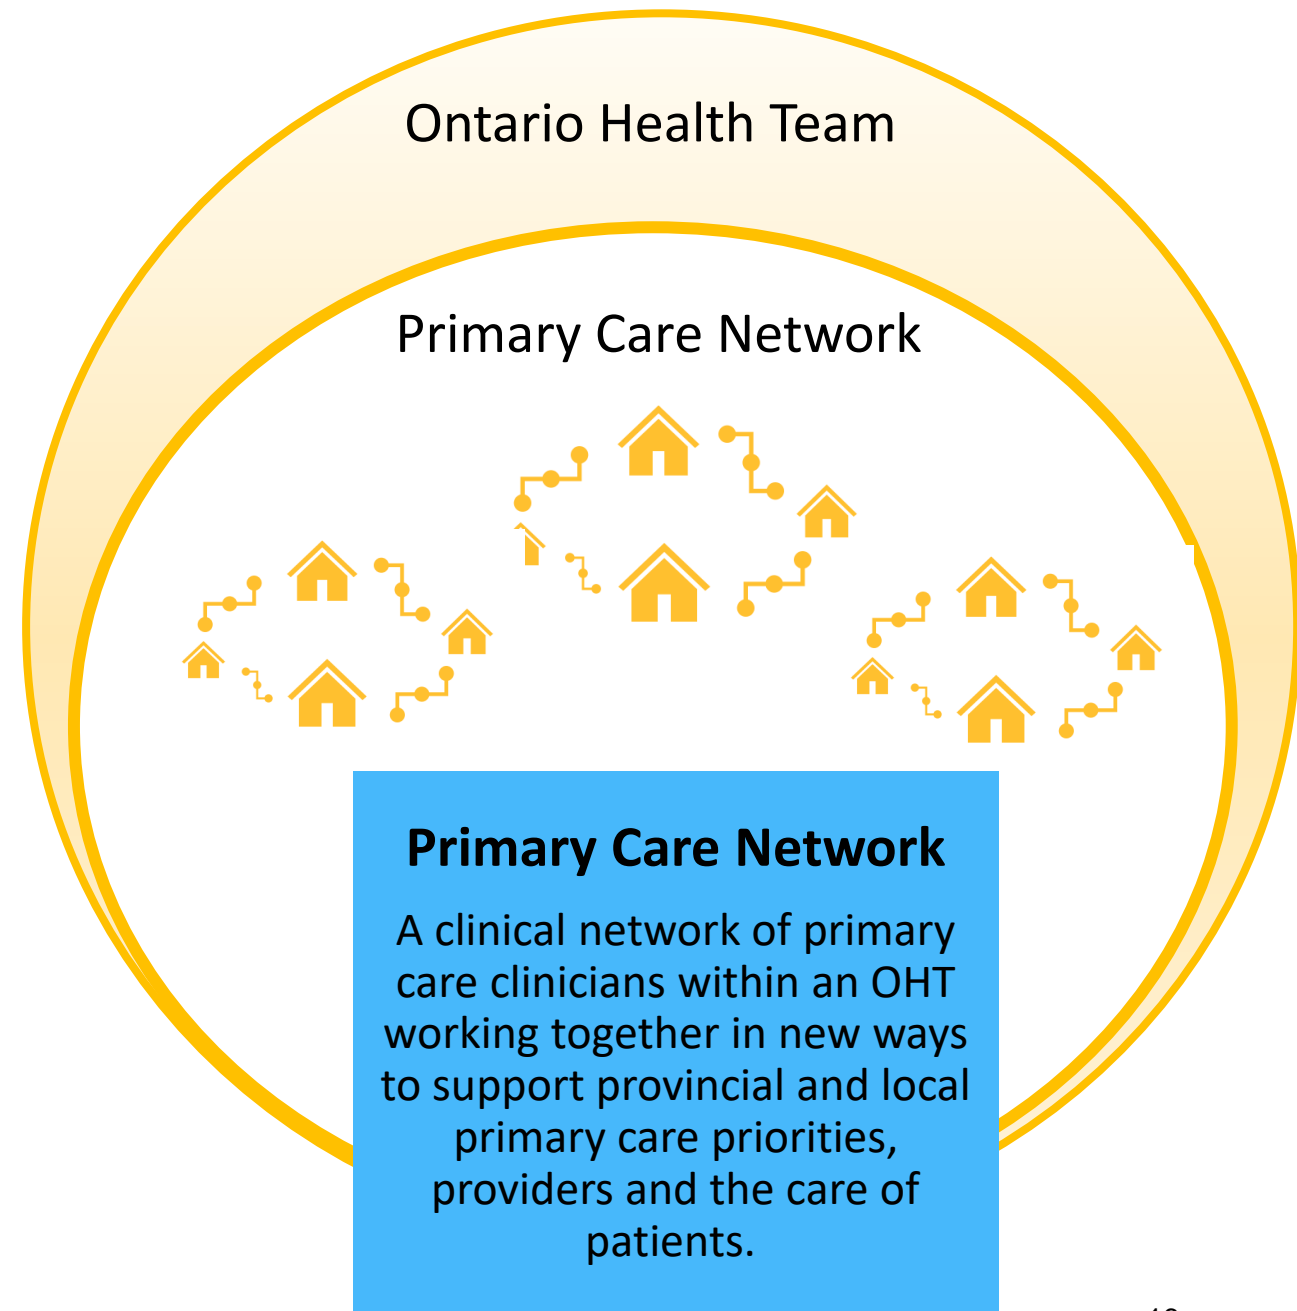 Ontario Health Team
Primary Care Network
Primary Care Network
A clinical network of primary
care clinicians within an OHT
working together in new ways
to support provincial and local
primary care priorities,
providers and the care of
patients.